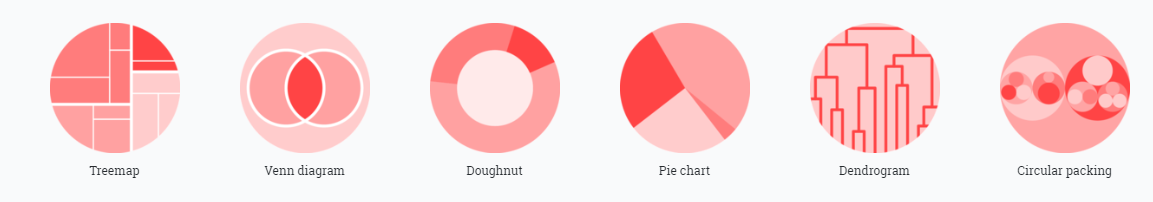 Treemap
Venn diagram
Doughnut
Pie chart
Dendrogram
Circular packing